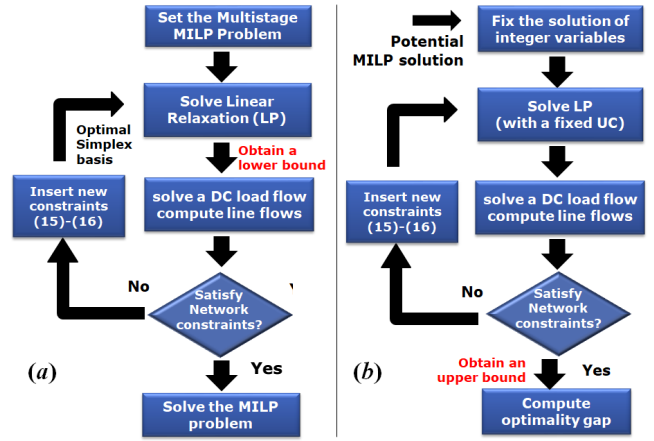 Set the Multistage
MILP Problem
Solve Linear
Relaxation (LP)
Optimal
Simplex
basis
Obtain a
lower bound
Insert new
constraints
(15)-(16)
solve a DC load flow
compute line flows
No
Satisfy
Network
constraints?
(a)
Yes
Solve the MILP
problem
Potential
MILP solution
Fix the solution of
integer variables
Solve LP
(with a fixed UC)
Insert new
constraints
(15)-(16)
solve a DC load flow
compute line flows
No
Satisfy
Network
constraints?
(b)
Obtain an
upper bound
Yes
Compute
optimality gap